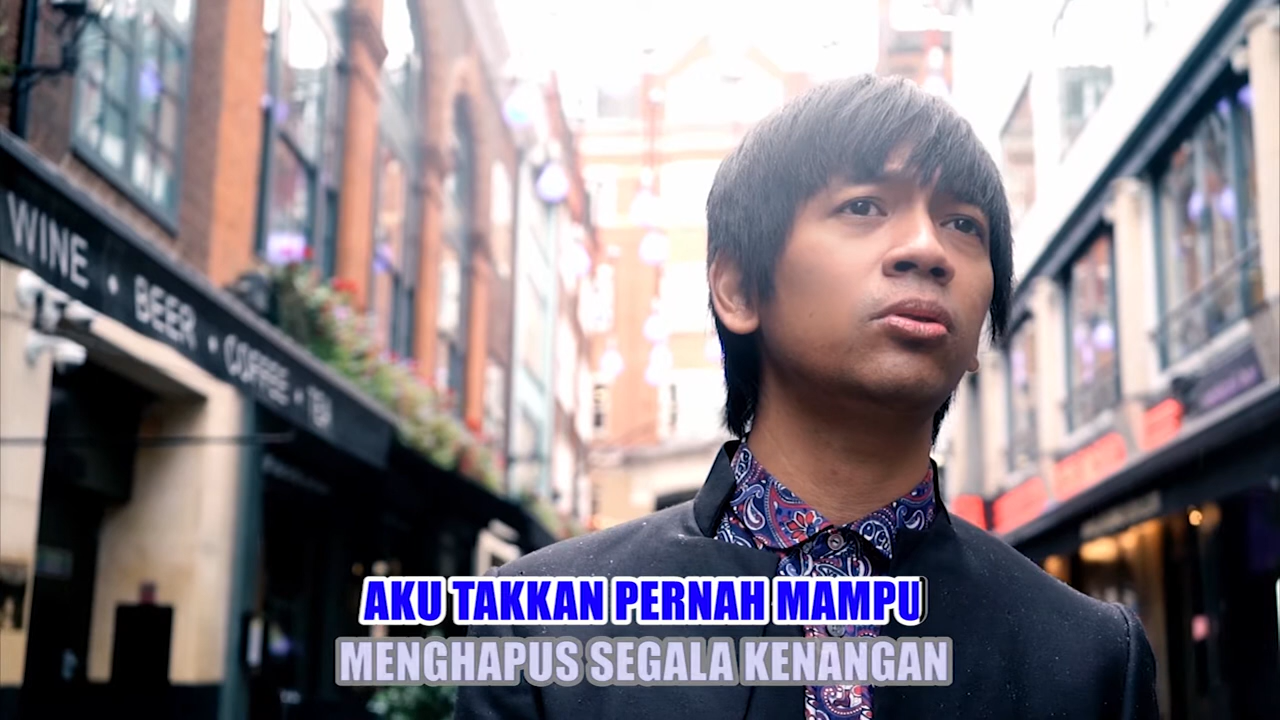 WINE • BEER • COFFEE • TEA
AKU TAKKAN PERNAH MAMPU
MENGHAPUS SEGALA KENANGAN